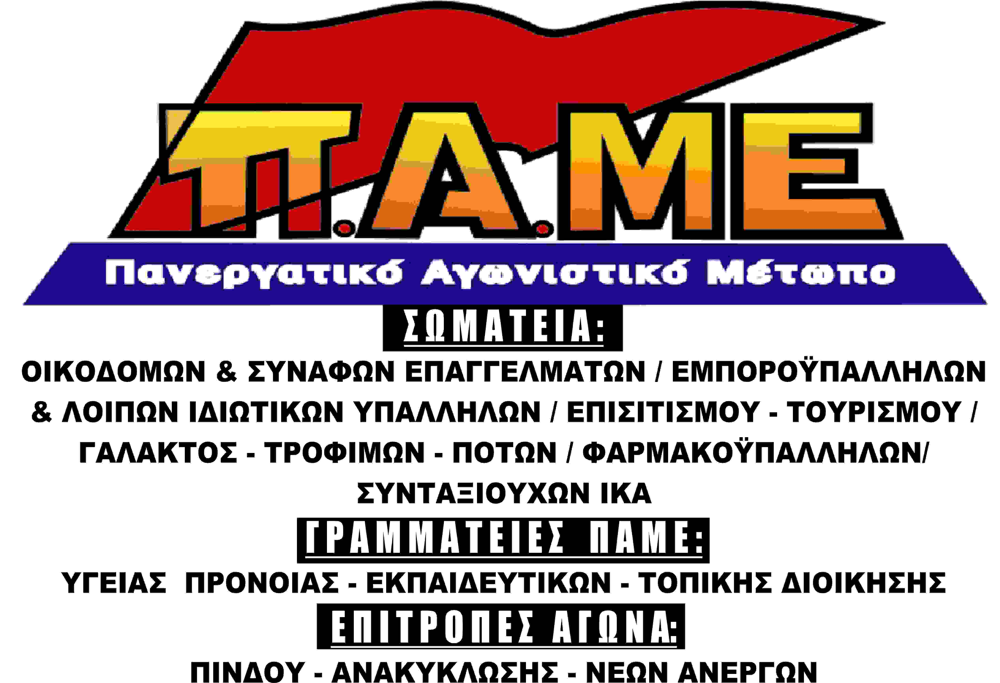 Π.Α.ΜΕ
Πανεργατικό Αγωνιστικό Μέτωπο
ΣΩΜΑΤΕΙΑ:
ΟΙΚΟΔΟΜΩΝ & ΣΥΝΑΦΩΝ ΕΠΑΓΓΕΛΜΑΤΩΝ / ΕΜΠΟΡΟΫΠΑΛΛΗΛΩΝ
& ΛΟΙΠΩΝ ΙΔΙΩΤΙΚΩΝ ΥΠΑΛΛΗΛΩΝ / ΕΠΙΣΙΤΙΣΜΟΥ - ΤΟΥΡΙΣΜΟΥ /
ΓΑΛΑΚΤΟΣ - ΤΡΟΦΙΜΩΝ - ΠΟΤΩΝ / ΦΑΡΜΑΚΟΫΠΑΛΛΗΛΩΝ/
ΣΥΝΤΑΞΙΟΥΧΩΝ ΙΚΑ
ΓΡΑΜΜΑΤΕΙΕΣ ΠΑΜΕ:
ΥΓΕΙΑΣ ΠΡΟΝΟΙΑΣ - ΕΚΠΑΙΔΕΥΤΙΚΩΝ - ΤΟΠΙΚΗΣ ΔΙΟΙΚΗΣΗΣ
ΕΠΙΤΡΟΠΕΣ ΑΓΩΝΑ:
ΠΙΝΔΟΥ - ΑΝΑΚΥΚΛΩΣΗΣ - ΝΕΩΝ ΑΝΕΡΓΩΝ